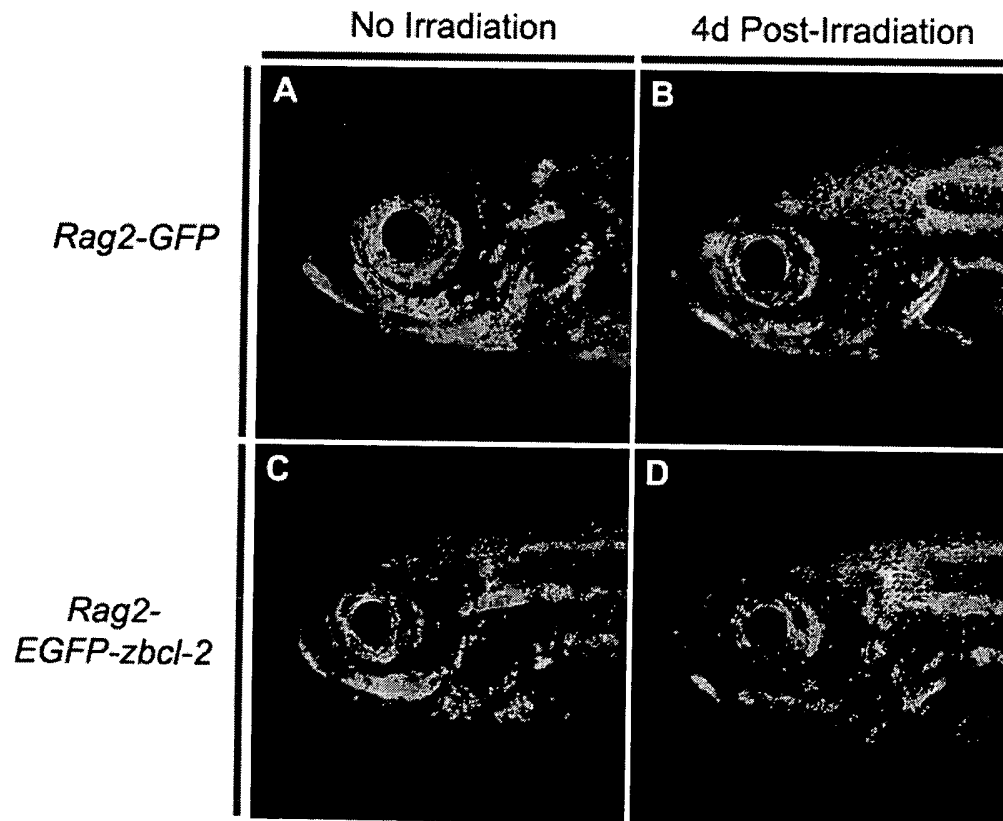 No Irradiation
4d Post-Irradiation
A
B
Rag2-GFP
C
D
Rag2-
EGFP-zbcl-2